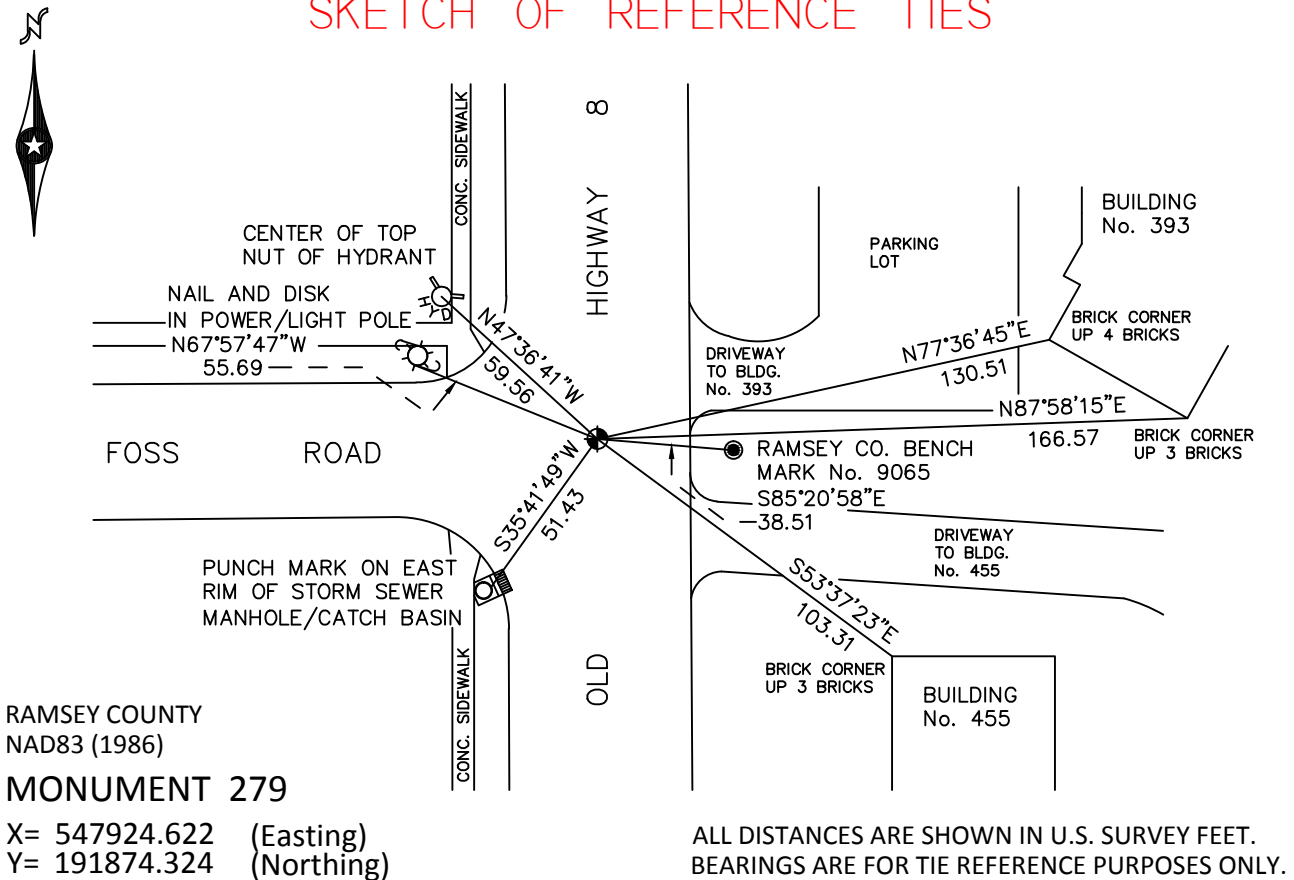 SKETCH OF REFERENCE TIES
N
CONC. SIDEWALK
HIGHWAY 8
BUILDING
No. 393
CENTER OF TOP
NUT OF HYDRANT
PARKING
LOT
HYD
NAIL AND DISK
IN POWER/LIGHT POLE
N67°57'47"W
55.69
N47°36'41"W
59.56
BRICK CORNER
UP 4 BRICKS
N77°36'45"E
130.51
DRIVEWAY
TO BLDG.
No. 393
N87°58'15"E
166.57
BRICK CORNER
UP 3 BRICKS
FOSS ROAD
RAMSEY CO. BENCH
MARK No. 9065
S35°41'49"W
51.43
S85°20'58"E
38.51
DRIVEWAY
TO BLDG.
No. 455
PUNCH MARK ON EAST
RIM OF STORM SEWER
MANHOLE/CATCH BASIN
S53°37'23"E
103.31
OLD
BRICK CORNER
UP 3 BRICKS
BUILDING
No. 455
CONC. SIDEWALK
RAMSEY COUNTY
NAD83 (1986)
MONUMENT 279
X= 547924.622 (Easting)
Y= 191874.324 (Northing)
ALL DISTANCES ARE SHOWN IN U.S. SURVEY FEET.
BEARINGS ARE FOR TIE REFERENCE PURPOSES ONLY.